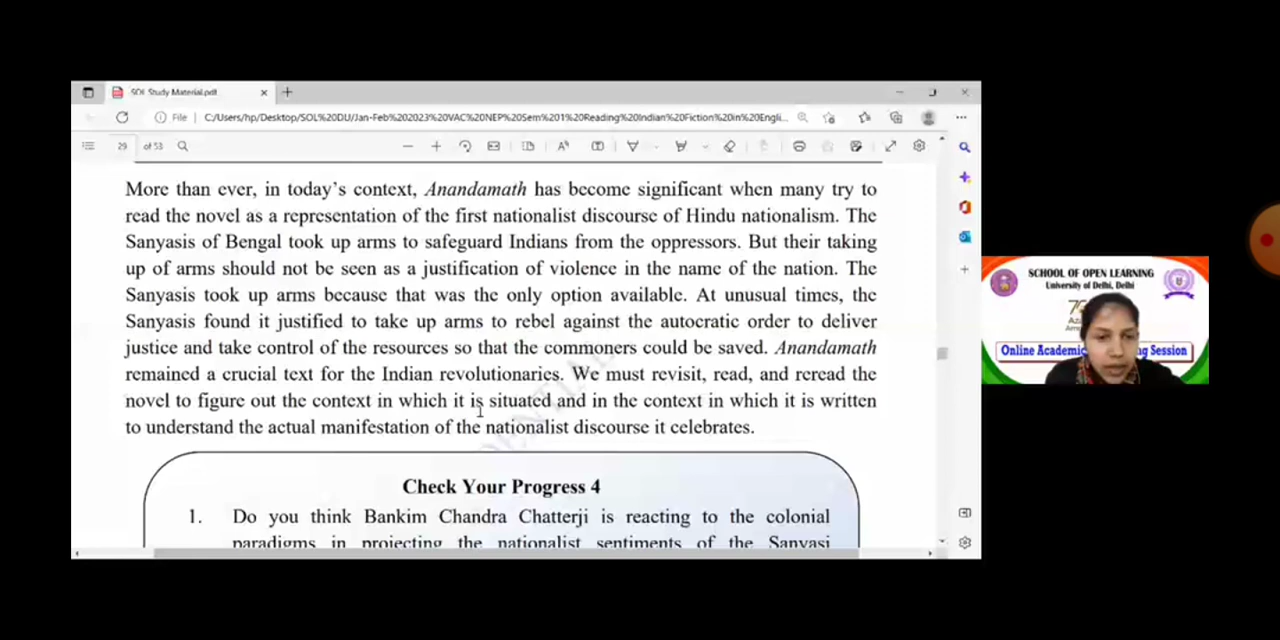 SOL Study Material.pdf
File
C:/Users/hp/Desktop/SOL%20DU/Jan-Feb%202023%20VAC%20NEP%20Sem%201%20Reading%20Indian%20Fiction%20in%20Engli...
29 of 53
More than ever, in today's context, Anandamath has become significant when many try to
read the novel as a representation of the first nationalist discourse of Hindu nationalism. The
Sanyasis of Bengal took up arms to safeguard Indians from the oppressors. But their taking
up of arms should not be seen as a justification of violence in the name of the nation. The
Sanyasis took up arms because that was the only option available. At unusual times, the
Sanyasis found it justified to take up arms to rebel against the autocratic order to deliver
justice and take control of the resources so that the commoners could be saved. Anandamath
remained a crucial text for the Indian revolutionaries. We must revisit, read, and reread the
novel to figure out the context in which it is situated and in the context in which it is written
to understand the actual manifestation of the nationalist discourse it celebrates.
Check Your Progress 4
1. Do you think Bankim Chandra Chatterji is reacting to the colonial
paradigms in projecting the nationalist sentiments of the Sanyasi
SCHOOL OF OPEN LEARNING
University of Delhi, Delhi
Online Academic
Session